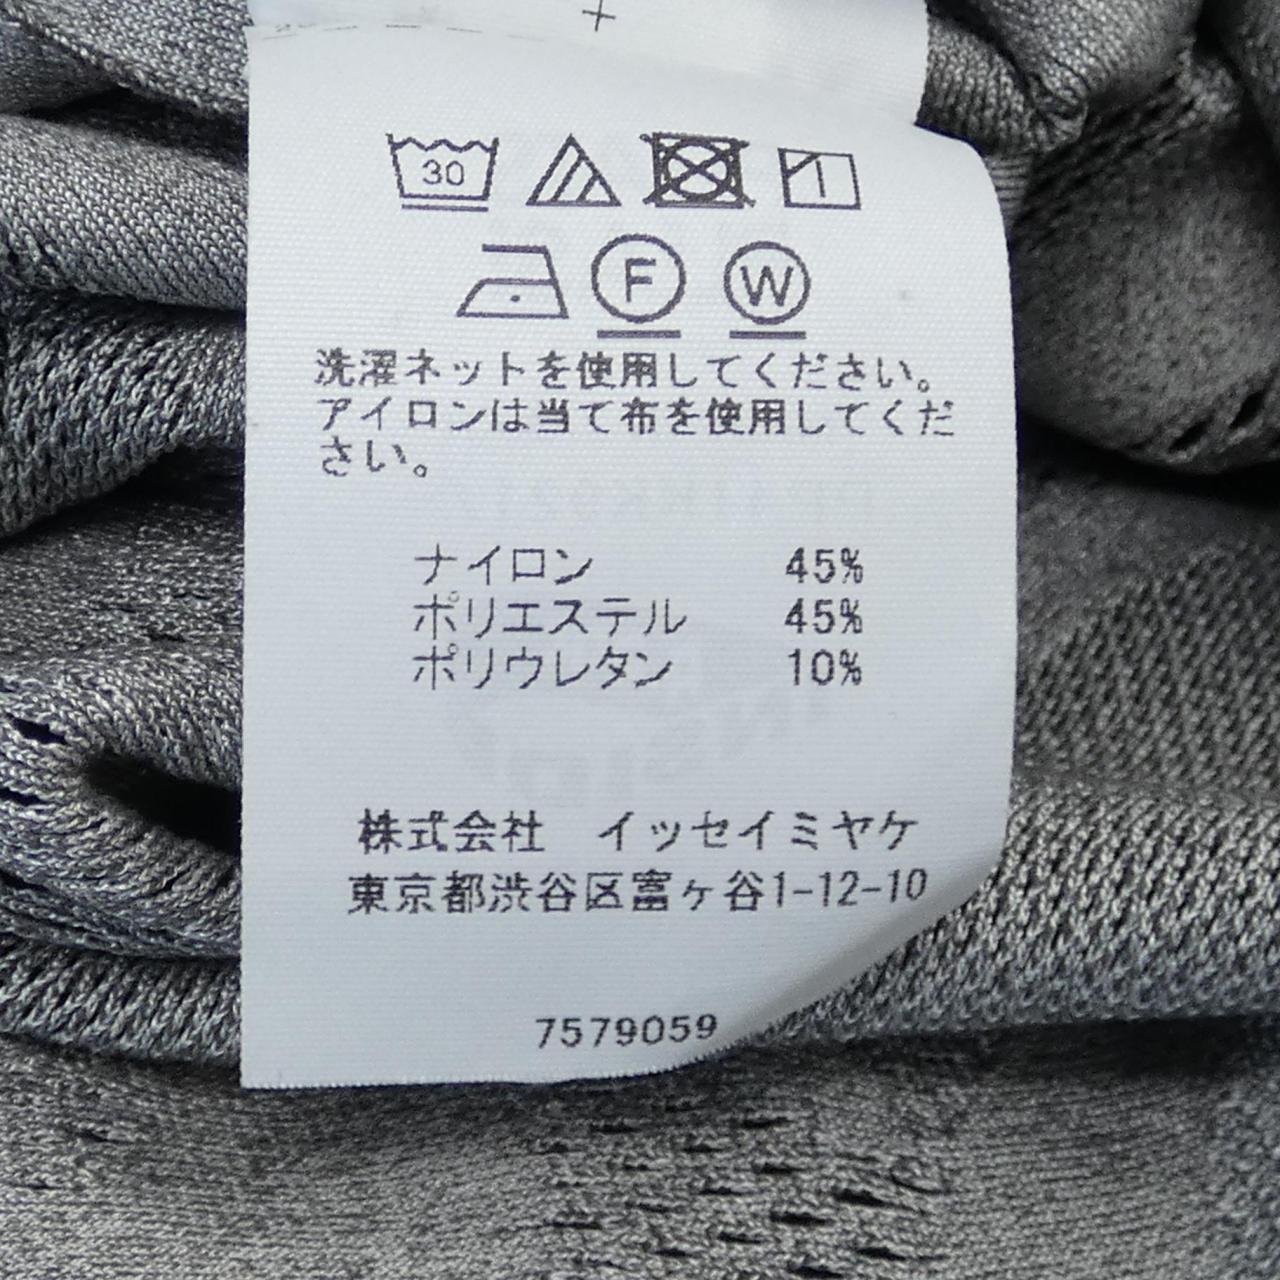 30
F W
洗濯ネットを使用してください。
アイロンは当て布を使用してくだ
さい。
ナイロン 45%
ポリエステル 45%
ポリウレタン 10%
株式会社 イッセイミヤケ
東京都渋谷区富ヶ谷1-12-10
7579059